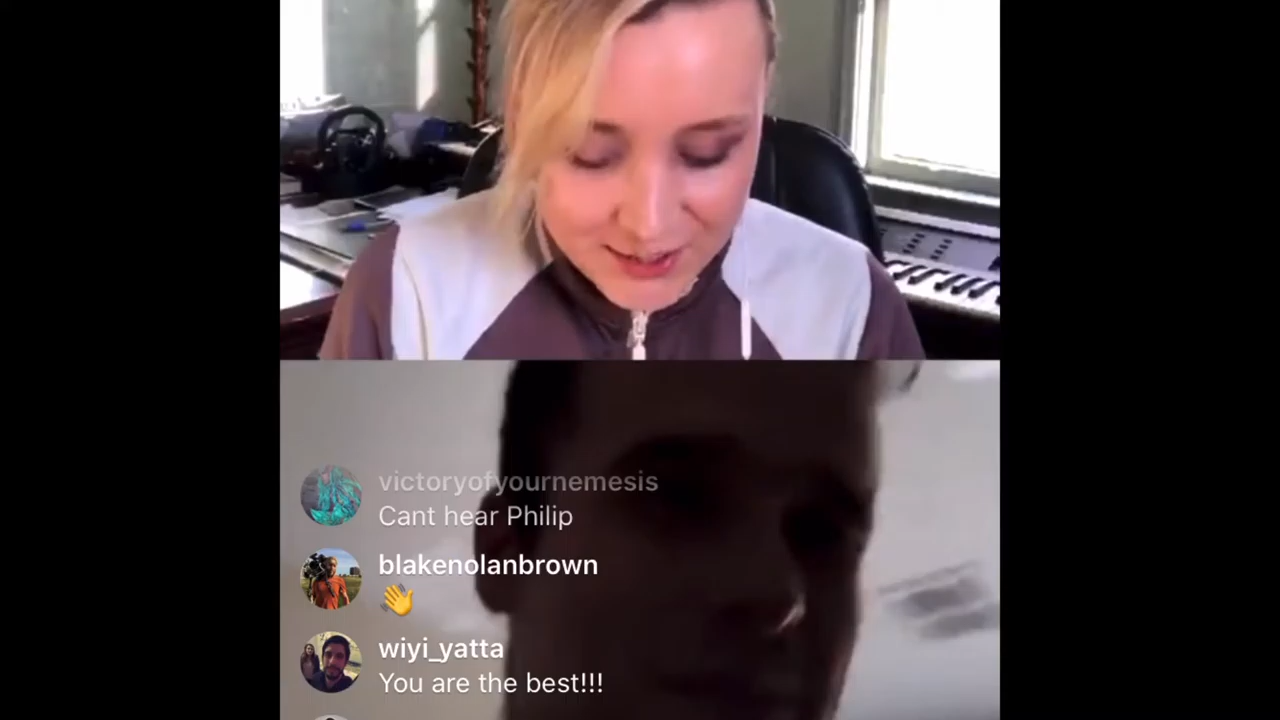 victoryofyournemesis
Cant hear Philip
blakenolanbrown
👋
wiyi_yatta
You are the best!!!